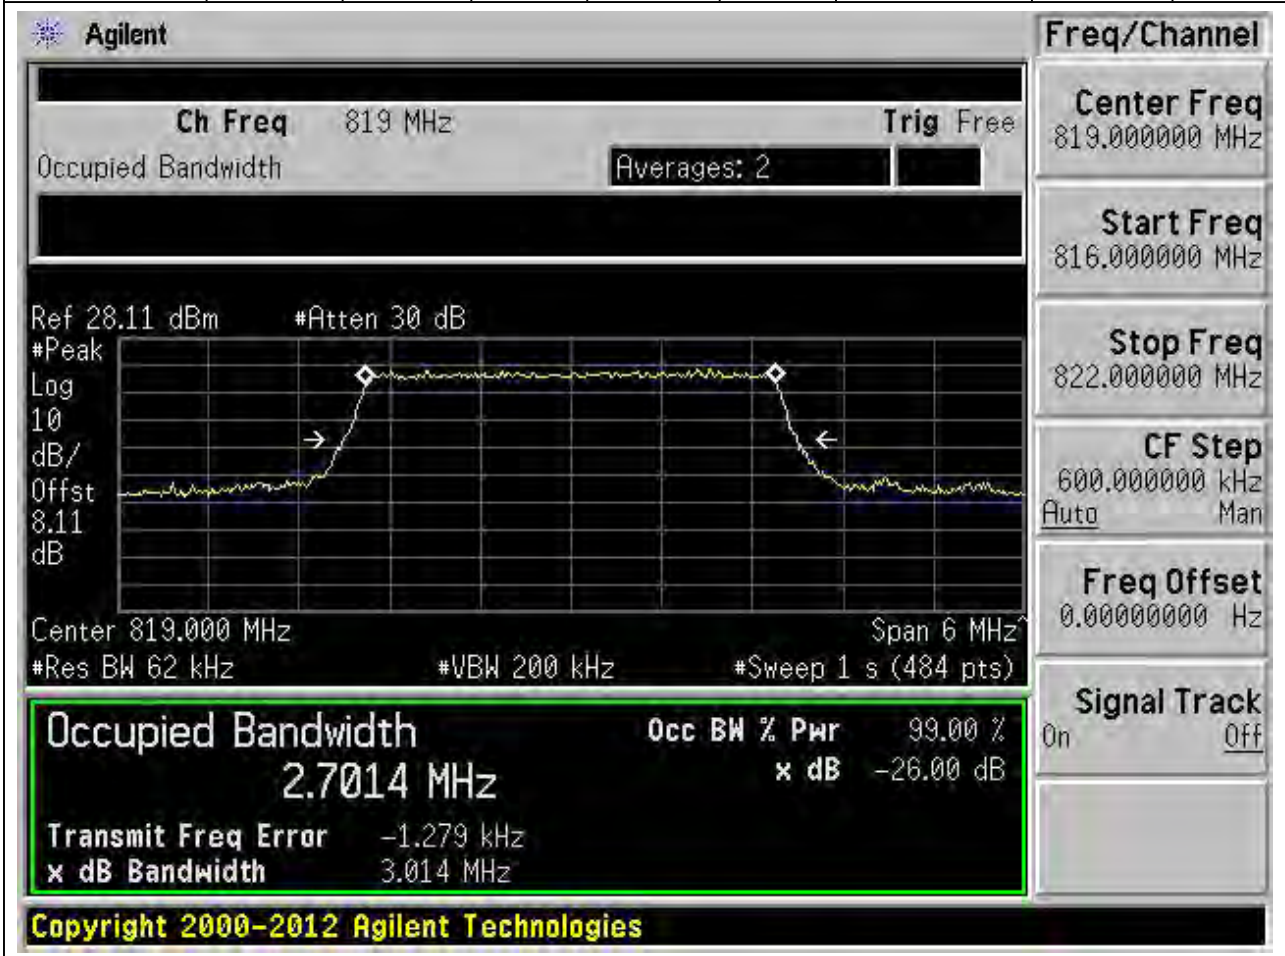 Agilent
Freq/Channel
Ch Freq 819 MHz Trig Free
Occupied Bandwidth Averages: 2
Center Freq
819.000000 MHz
Start Freq
816.000000 MHz
Stop Freq
822.000000 MHz
CF Step
600.000000 kHz
Auto Man
Freq Offset
0.00000000 Hz
Signal Track
On Off
Ref 28.11 dBm #Atten 30 dB
#Peak
Log
10
dB/
Offst
8.11
dB
Center 819.000 MHz Span 6 MHz^
#Res BW 62 kHz #VBW 200 kHz #Sweep 1 s (484 pts)
Occupied Bandwidth Occ BW % Pwr 99.00 %
2.7014 MHz x dB -26.00 dB
Transmit Freq Error -1.279 kHz
x dB Bandwidth 3.014 MHz
Copyright 2000-2012 Agilent Technologies